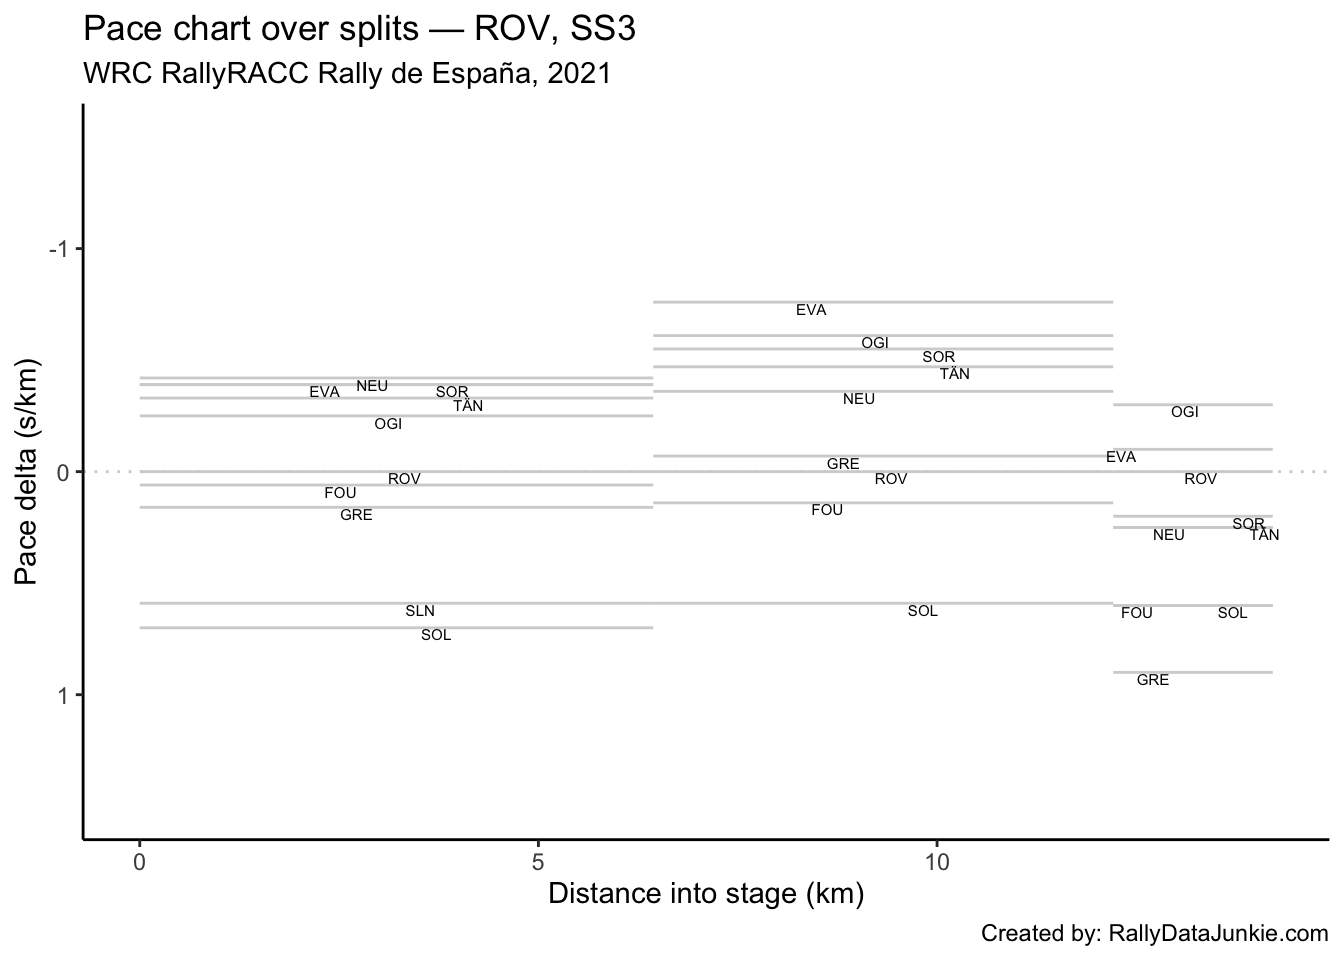 Pace chart over splits — ROV, SS3
WRC RallyRACC Rally de España, 2021
Pace delta (s/km)
-1
0
1
EVA
OGI
SOR
TÄN
NEU
GRE
ROV
FOU
SOL
NEU
EVA
SOR
TÄN
OGI
ROV
FOU
GRE
SLN
SOL
OGI
EVA
ROV
SOR
NEU
TÄN
FOU
SOL
GRE
0
5
10
Distance into stage (km)
Created by: RallyDataJunkie.com